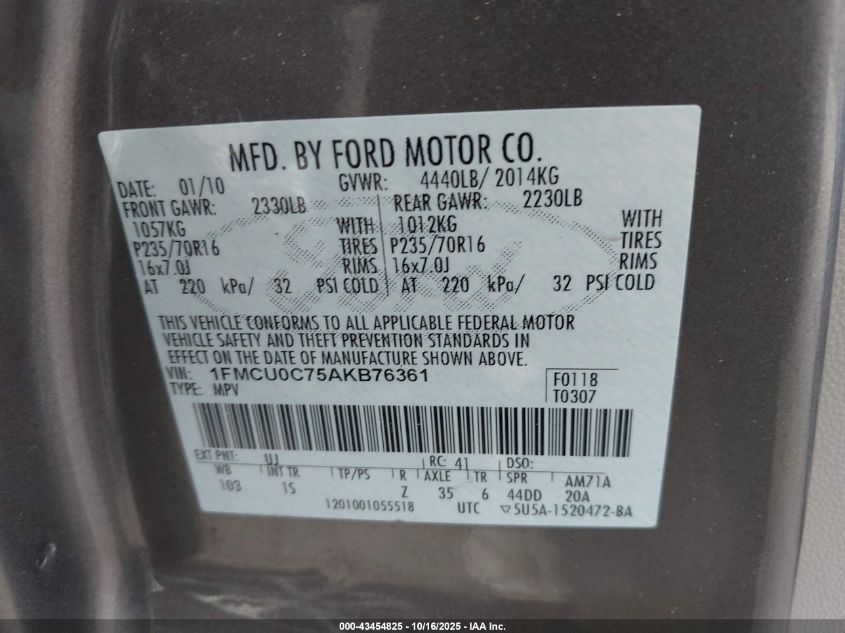 MFD. BY FORD MOTOR CO.
DATE: 01/10 GVWR: 4440LB/ 2014KG
FRONT GAWR: 2330LB REAR GAWR: 2230LB
1057KG WITH 1012KG WITH
P235/70R16 TIRES P235/70R16 TIRES
16x7.0J RIMS 16x7.0J RIMS
AT 220 kPa/ 32 PSI COLD AT 220 kPa/ 32 PSI COLD
THIS VEHICLE CONFORMS TO ALL APPLICABLE FEDERAL MOTOR
VEHICLE SAFETY AND THEFT PREVENTION STANDARDS IN
EFFECT ON THE DATE OF MANUFACTURE SHOWN ABOVE.
VIN: 1FMCU0C75AKB76361 F0118
TYPE: MPV T0307
EXT PNT: UJ RC: 41 DSO:
WB INT TR TP/PS R AXLE TR SPR AM71A
103 IS Z 35 6 44DD 20A
1201001055518 UTC ▽5U5A-1520472-BA
Ford
000-43454825 | 10/16/2025 | IAA Inc.